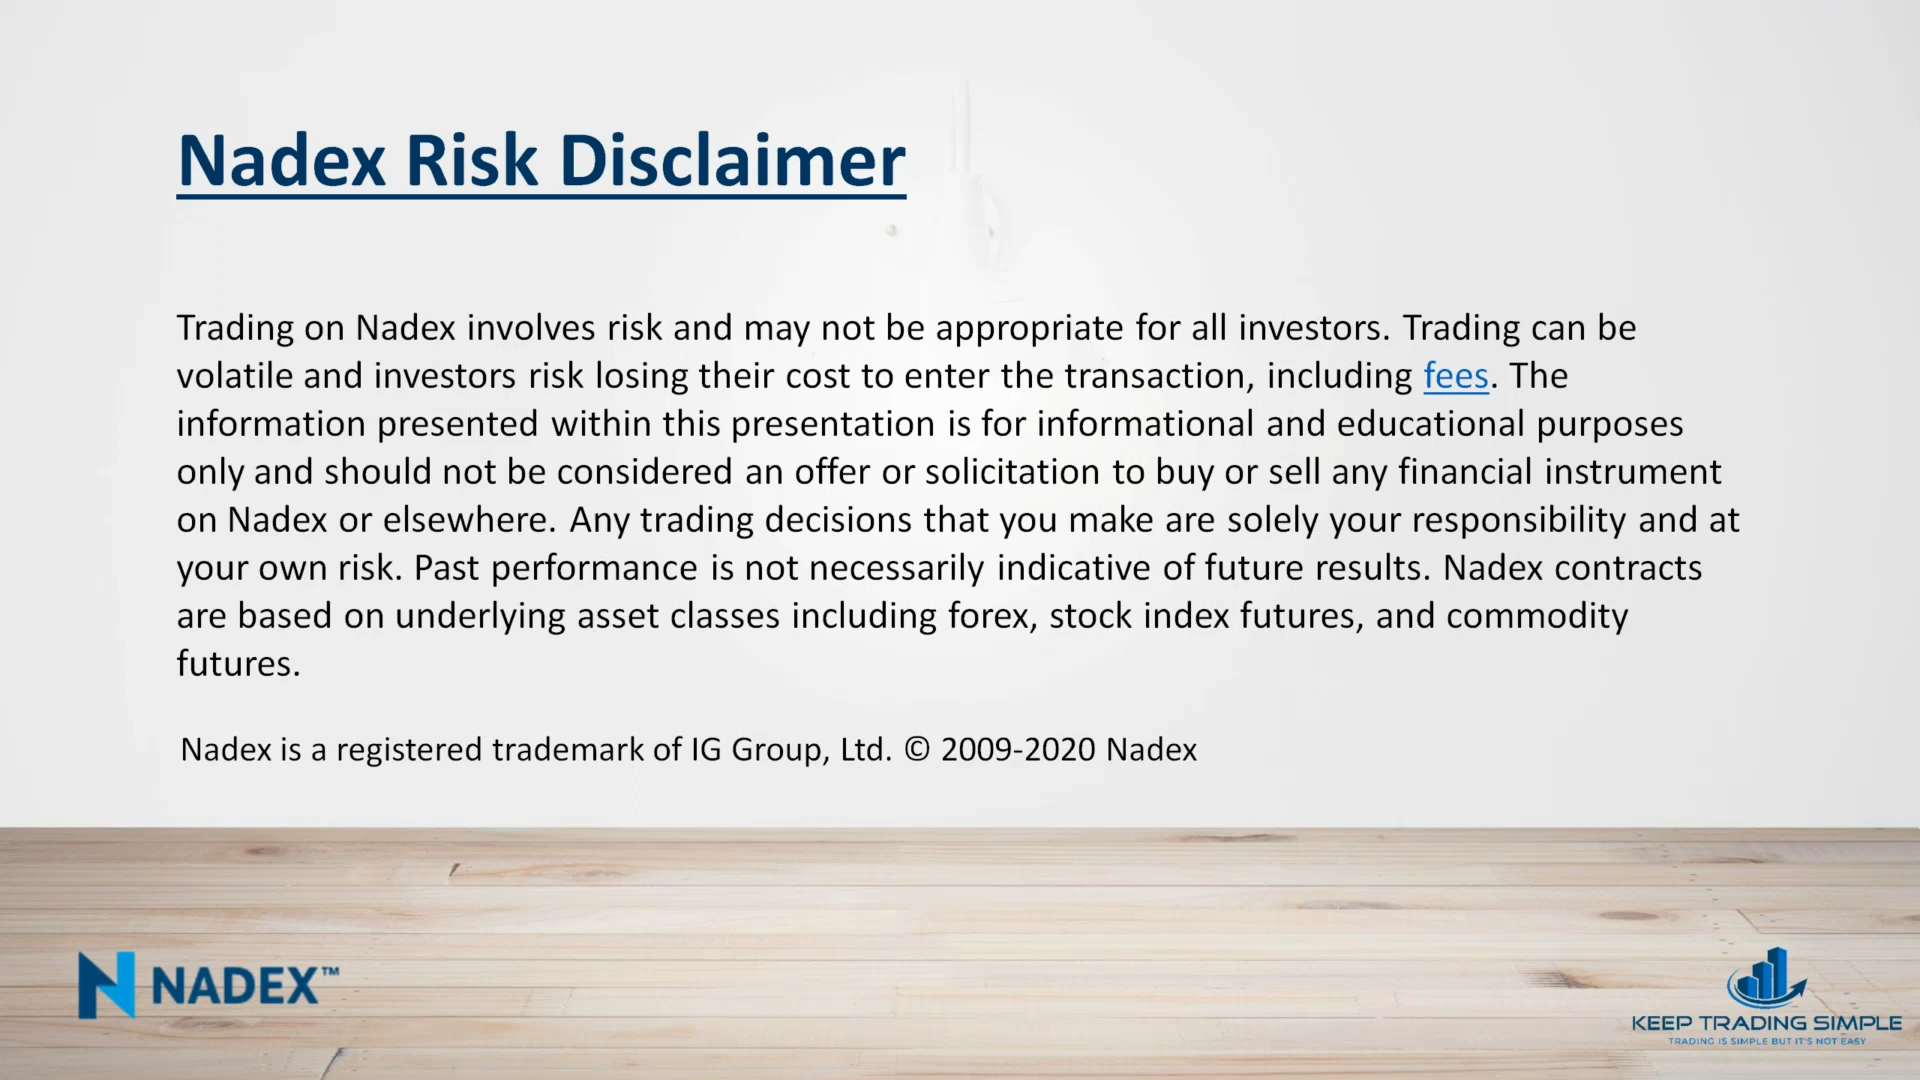 Nadex Risk Disclaimer
Trading on Nadex involves risk and may not be appropriate for all investors. Trading can be
volatile and investors risk losing their cost to enter the transaction, including fees. The
information presented within this presentation is for informational and educational purposes
only and should not be considered an offer or solicitation to buy or sell any financial instrument
on Nadex or elsewhere. Any trading decisions that you make are solely your responsibility and at
your own risk. Past performance is not necessarily indicative of future results. Nadex contracts
are based on underlying asset classes including forex, stock index futures, and commodity
futures.
Nadex is a registered trademark of IG Group, Ltd. © 2009-2020 Nadex
NADEX™
KEEP TRADING SIMPLE
TRADING IS SIMPLE BUT IT'S NOT EASY